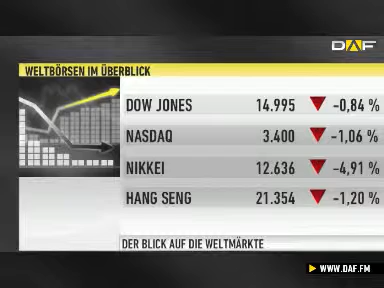 DAF
WELTBÖRSEN IM ÜBERBLICK
DOW JONES 14.995 -0,84 %
NASDAQ 3.400 -1,06 %
NIKKEI 12.636 -4,91 %
HANG SENG 21.354 -1,20 %
DER BLICK AUF DIE WELTMÄRKTE
WWW.DAF.FM